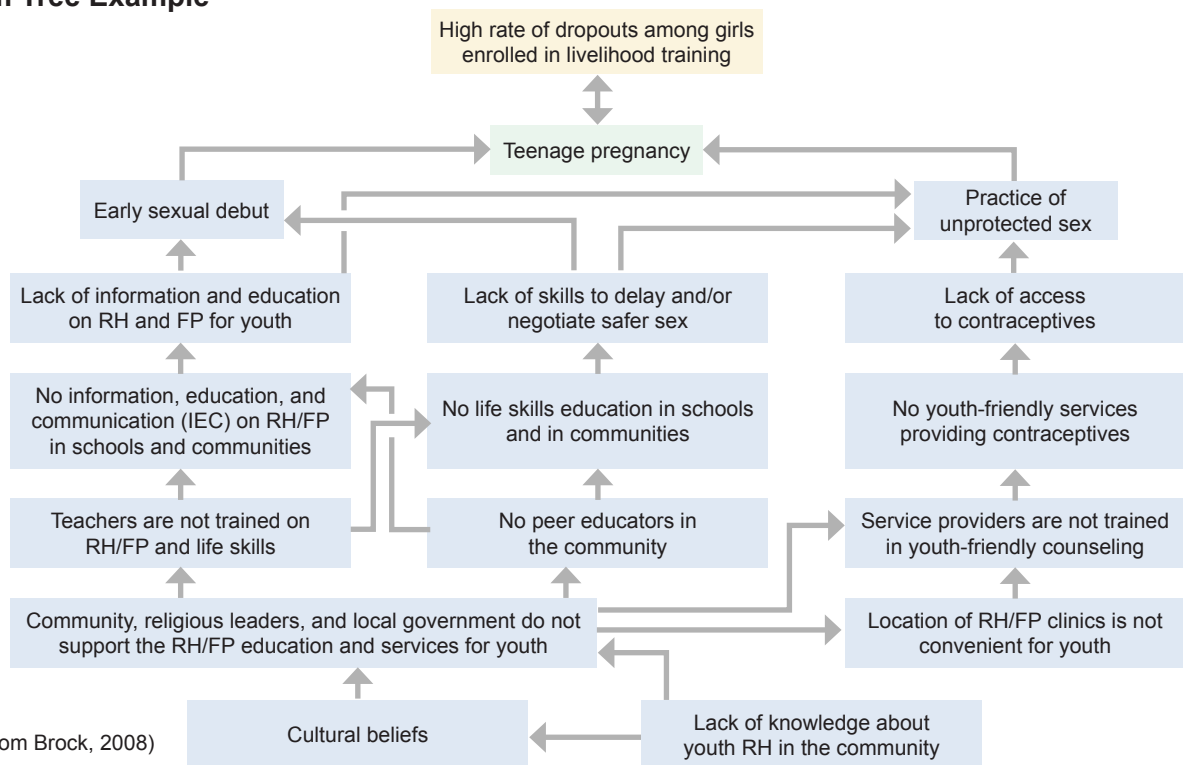 Tree Example
High rate of dropouts among girls
enrolled in livelihood training
Teenage pregnancy
Early sexual debut
Practice of
unprotected sex
Lack of information and education
on RH and FP for youth
Lack of skills to delay and/or
negotiate safer sex
Lack of access
to contraceptives
No information, education, and
communication (IEC) on RH/FP
in schools and communities
No life skills education in schools
and in communities
No youth-friendly services
providing contraceptives
Teachers are not trained on
RH/FP and life skills
No peer educators in
the community
Service providers are not trained
in youth-friendly counseling
Community, religious leaders, and local government do not
support the RH/FP education and services for youth
Location of RH/FP clinics is not
convenient for youth
Cultural beliefs
Lack of knowledge about
youth RH in the community
om Brock, 2008)